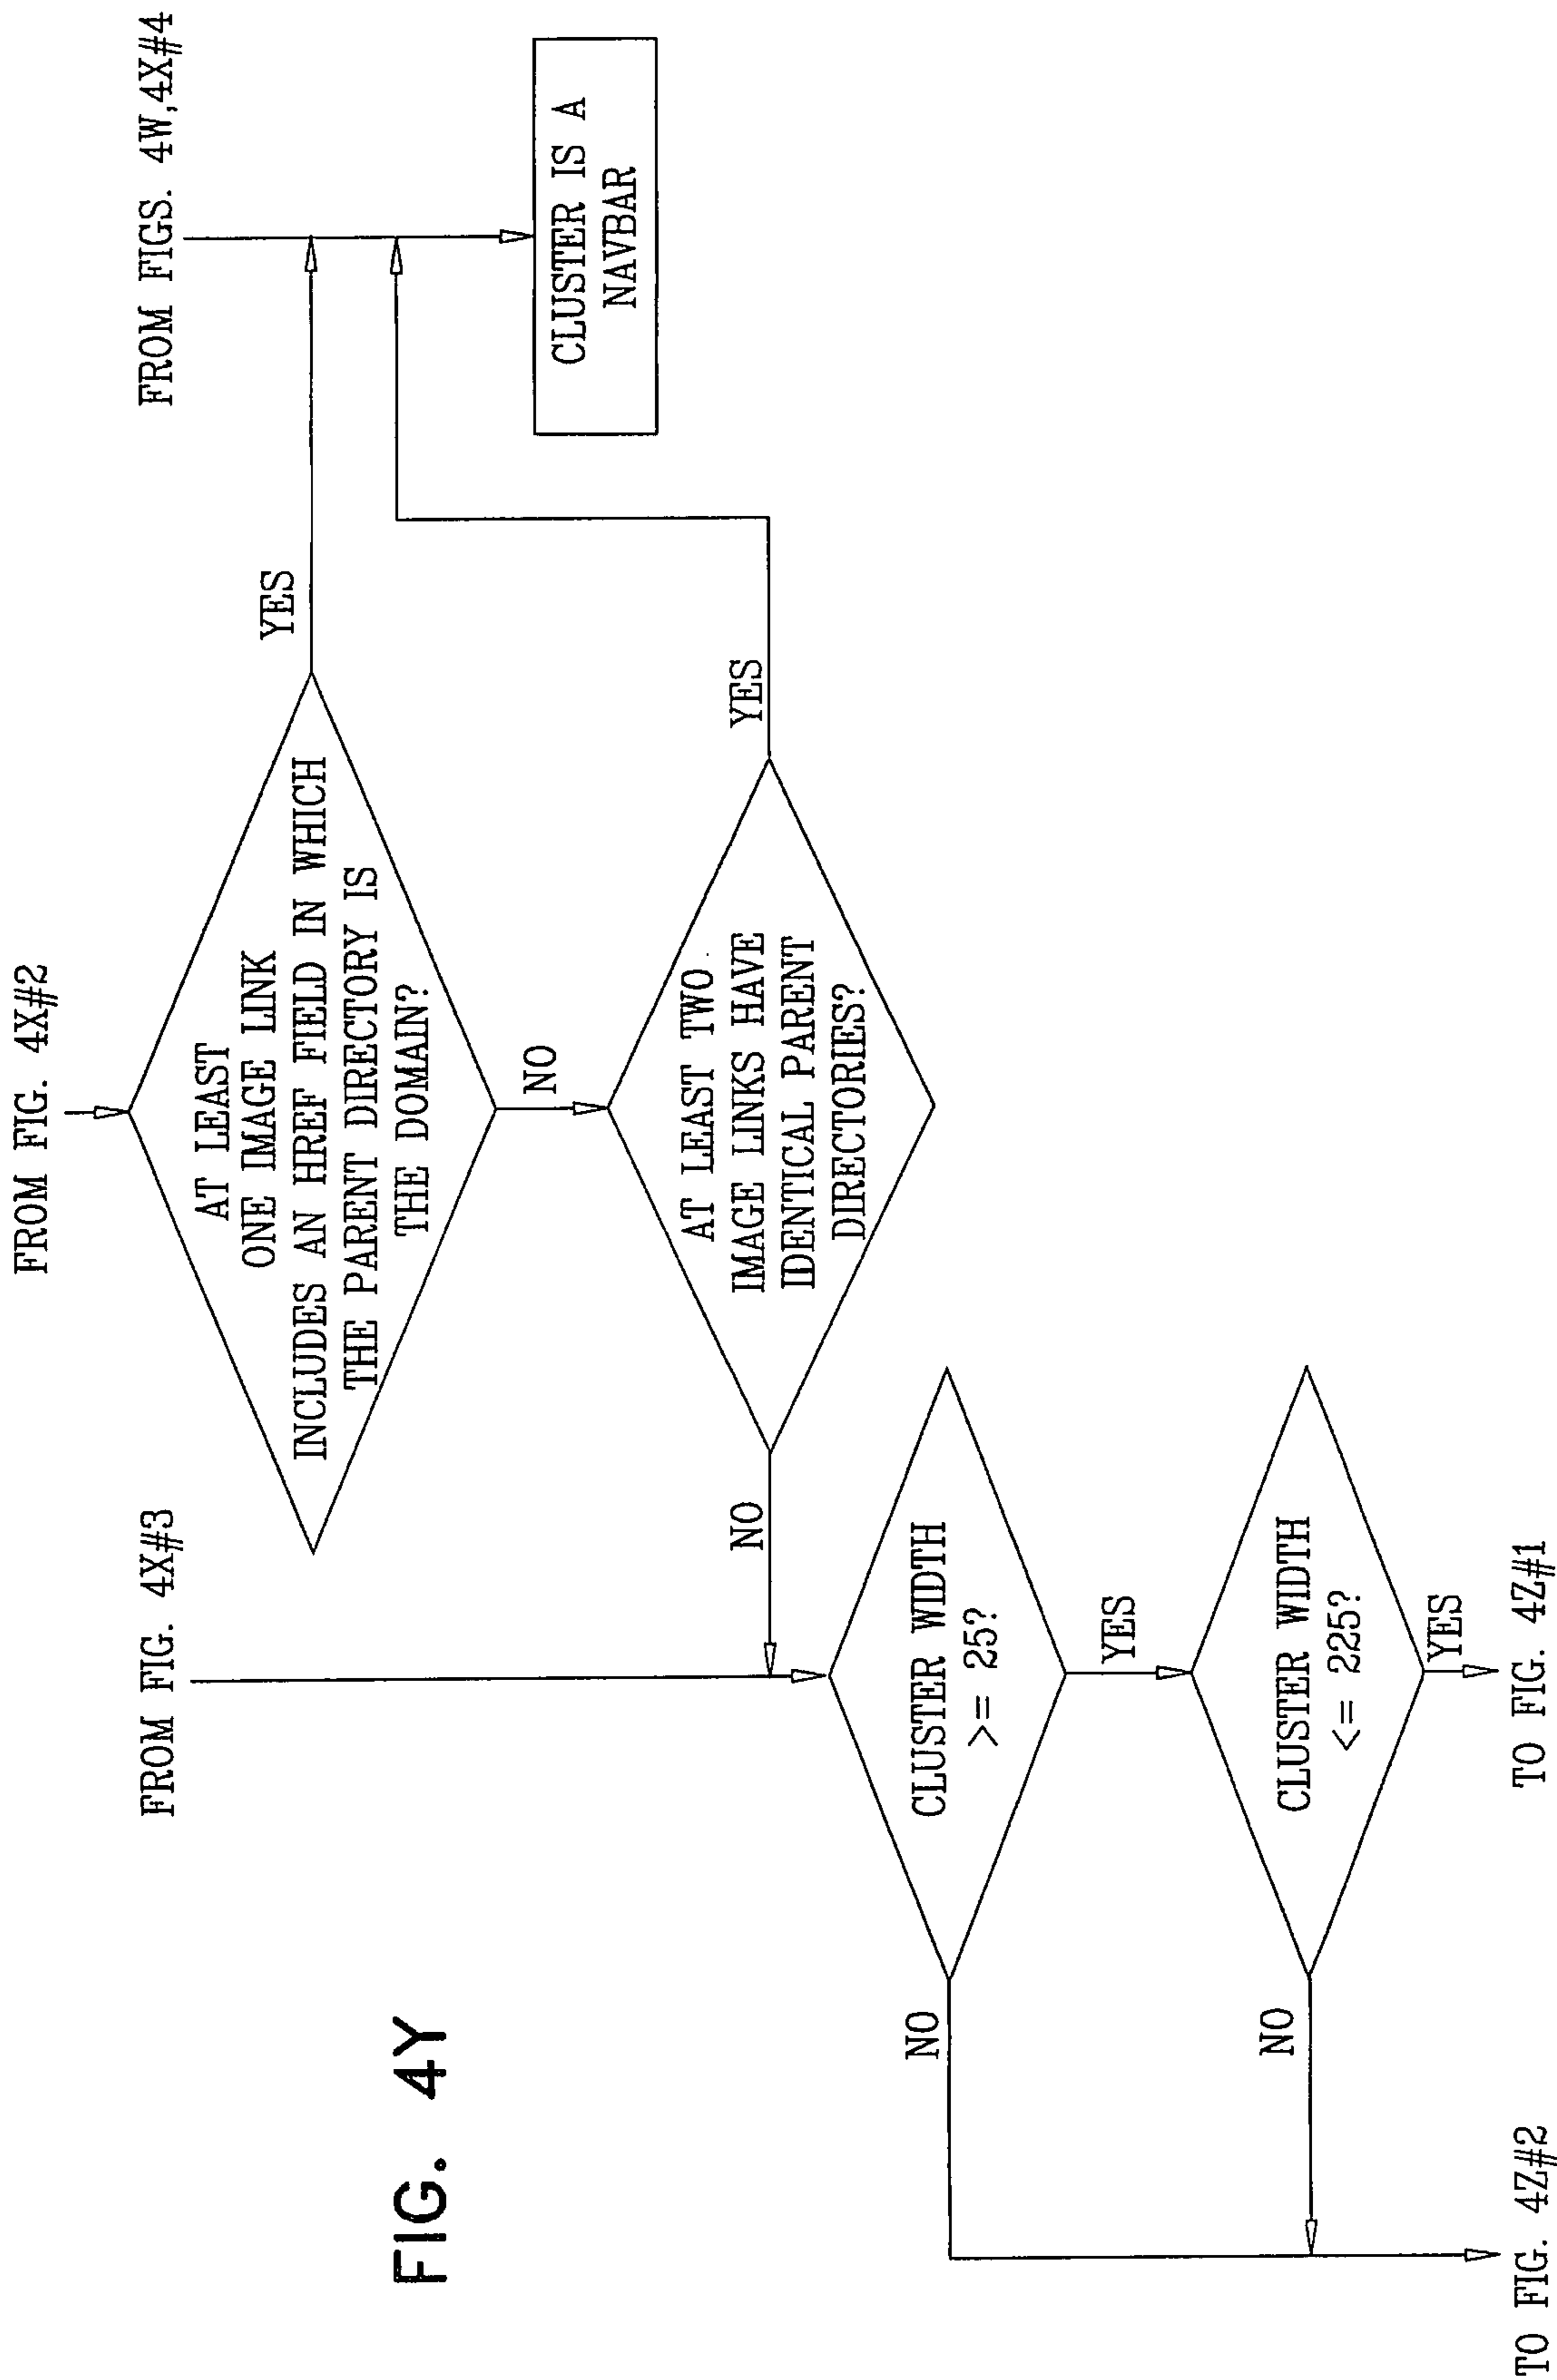 FIG. 4Y
FROM FIG. 4X#2
FROM FIG. 4X#3
FROM FIGS. 4W,4X#4
AT LEAST
ONE IMAGE LINK
INCLUDES AN HREF FIELD IN WHICH
THE PARENT DIRECTORY IS
THE DOMAIN?
YES
NO
CLUSTER IS A
NAVBAR
AT LEAST TWO
IMAGE LINKS HAVE
IDENTICAL PARENT
DIRECTORIES?
YES
NO
CLUSTER WIDTH
>= 25?
NO
YES
CLUSTER WIDTH
<= 225?
NO
YES
TO FIG. 4Z#2
TO FIG. 4Z#1